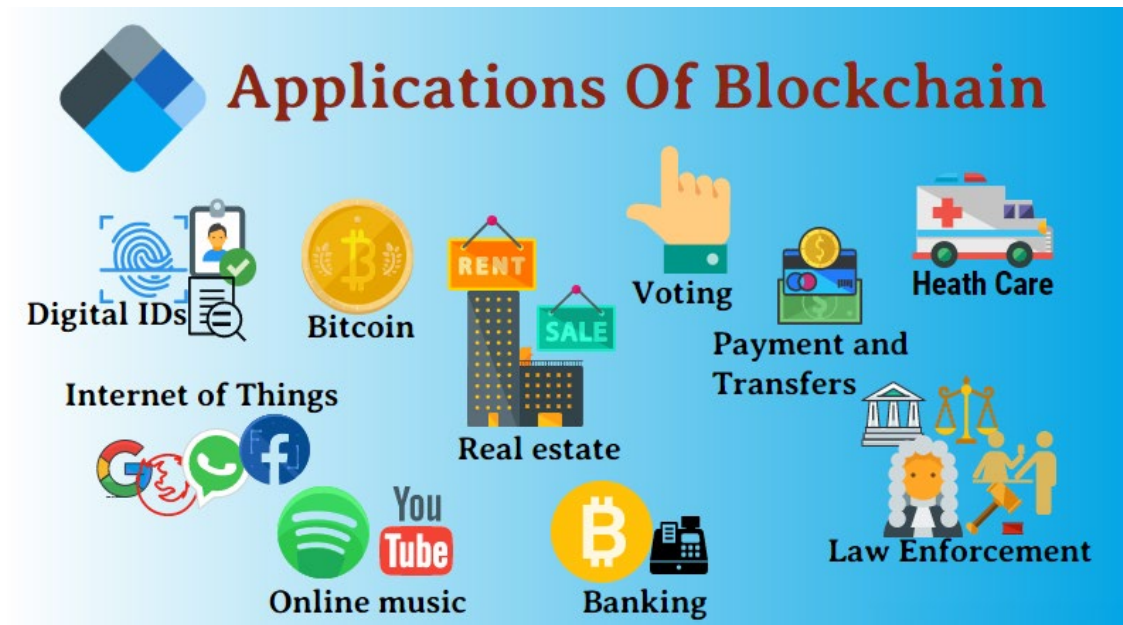 Applications Of Blockchain
Digital IDs
Bitcoin
RENT
SALE
Real estate
Voting
Payment and
Transfers
Heath Care
Internet of Things
You
Tube
Online music
Banking
Law Enforcement